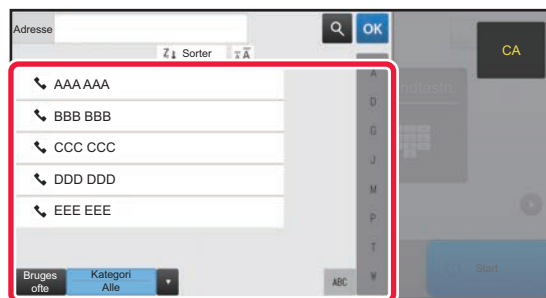 Adresse
OK
CA
Z Sorter
A
AAA AAA
A
BBB BBB
D
CCC CCC
G
DDD DDD
J
EEE EEE
M
P
T
W
Bruges
ofte
Kategori
Alle
ABC
Start